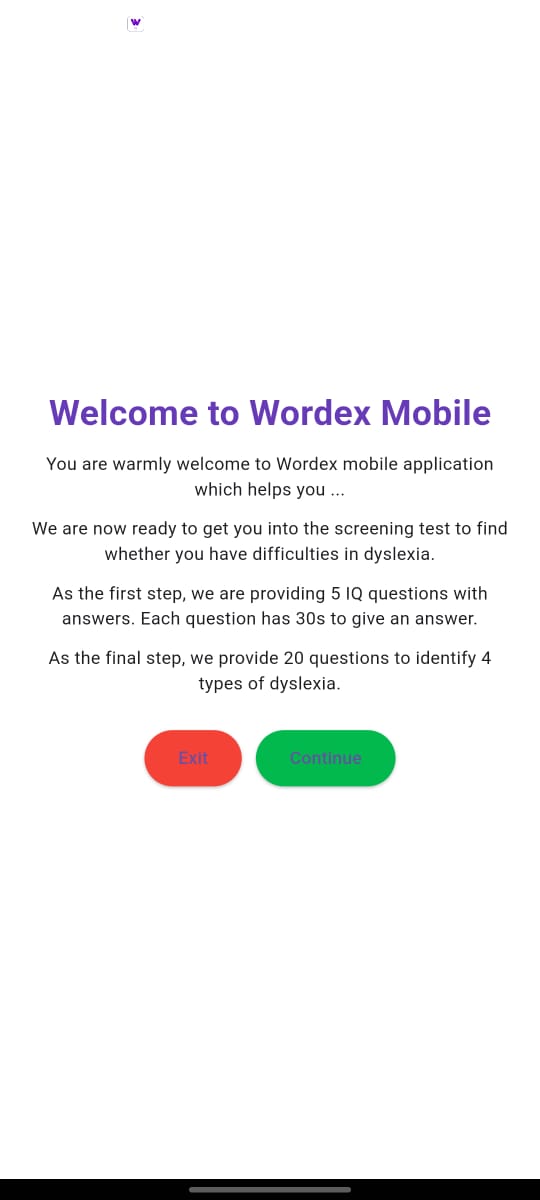 W
Welcome to Wordex Mobile
You are warmly welcome to Wordex mobile application
which helps you ...
We are now ready to get you into the screening test to find
whether you have difficulties in dyslexia.
As the first step, we are providing 5 IQ questions with
answers. Each question has 30s to give an answer.
As the final step, we provide 20 questions to identify 4
types of dyslexia.
Exit
Continue